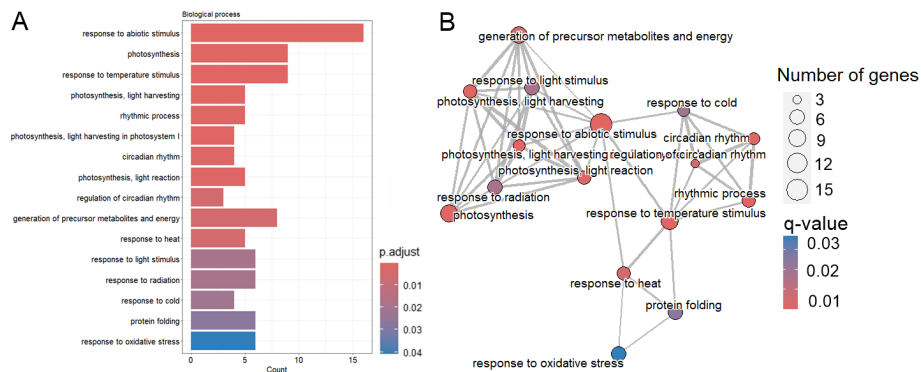 A
Biological process
response to abiotic stimulus
photosynthesis
response to temperature stimulus
photosynthesis, light harvesting
rhythmic process
photosynthesis, light harvesting in photosystem I
circadian rhythm
photosynthesis, light reaction
regulation of circadian rhythm
generation of precursor metabolites and energy
response to heat
response to light stimulus
response to radiation
response to cold
protein folding
response to oxidative stress
0 5 10 15
Count
p.adjust
0.01
0.02
0.03
0.04
B
generation of precursor metabolites and energy
response to light stimulus
photosynthesis, light harvesting
response to cold
response to abiotic stimulus
circadian rhythm
photosynthesis, light harvesting
regulation of circadian rhythm
photosynthesis, light reaction
response to radiation
rhythmic process
photosynthesis
response to temperature stimulus
response to heat
protein folding
response to oxidative stress
Number of genes
3
6
9
12
15
q-value
0.03
0.02
0.01